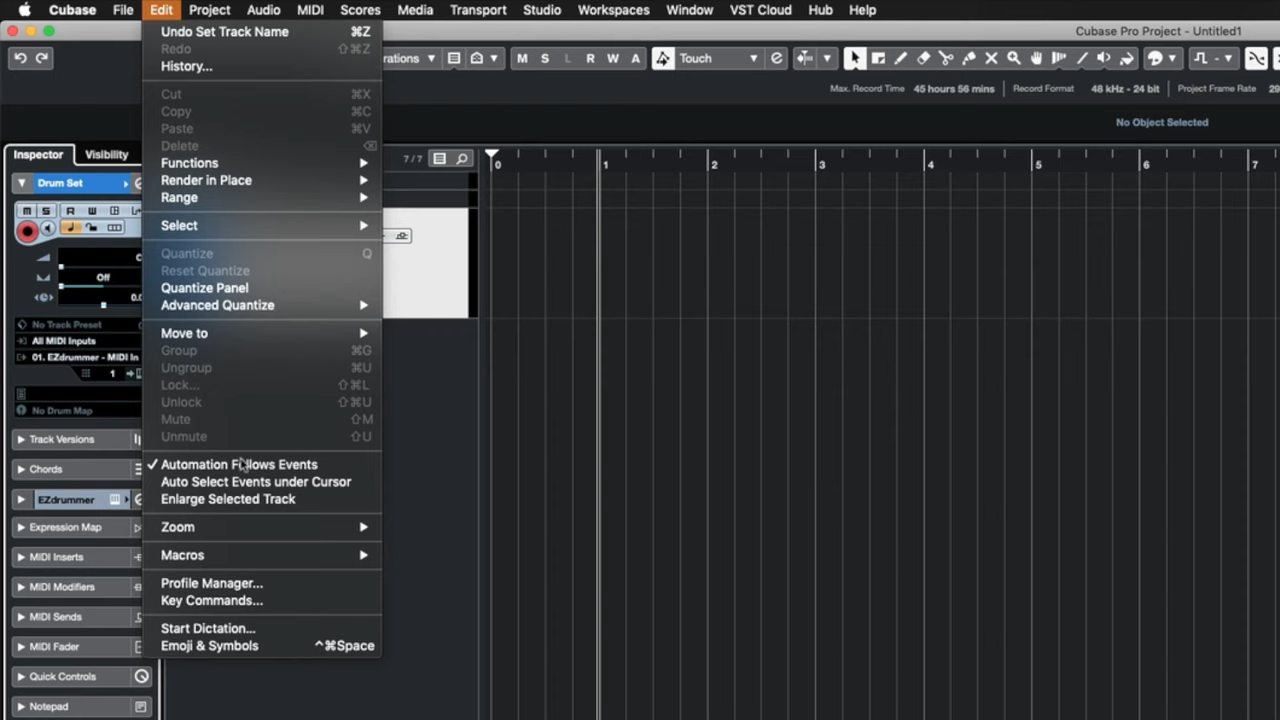 Cubase File Edit Project Audio MIDI Scores Media Transport Studio Workspaces Window VST Cloud Hub Help
Cubase Pro Project - Untitled1
M S L R W A Touch
Max. Record Time 45 hours 56 mins Record Format 48 kHz - 24 bit Project Frame Rate 29
No Object Selected
Undo Set Track Name ⌘Z
Redo ⇧⌘Z
History...
Cut ⌘X
Copy ⌘C
Paste ⌘V
Delete ⌫
Functions
Render in Place
Range
Select
Quantize Q
Reset Quantize
Quantize Panel
Advanced Quantize
Move to
Group ⌘G
Ungroup ⌘U
Lock... ⇧⌘L
Unlock ⇧⌘U
Mute ⇧M
Unmute ⇧U
✓ Automation Follows Events
Auto Select Events under Cursor
Enlarge Selected Track
Zoom
Macros
Profile Manager...
Key Commands...
Start Dictation...
Emoji & Symbols ^⌘Space
Inspector Visibility
Drum Set
m S R W
Off
No Track Preset
All MIDI Inputs
01. EZdrummer - MIDI In
1
No Drum Map
Track Versions
Chords
EZdrummer
Expression Map
MIDI Inserts
MIDI Modifiers
MIDI Sends
MIDI Fader
Quick Controls
Notepad
7/7
0 1 2 3 4 5 6 7